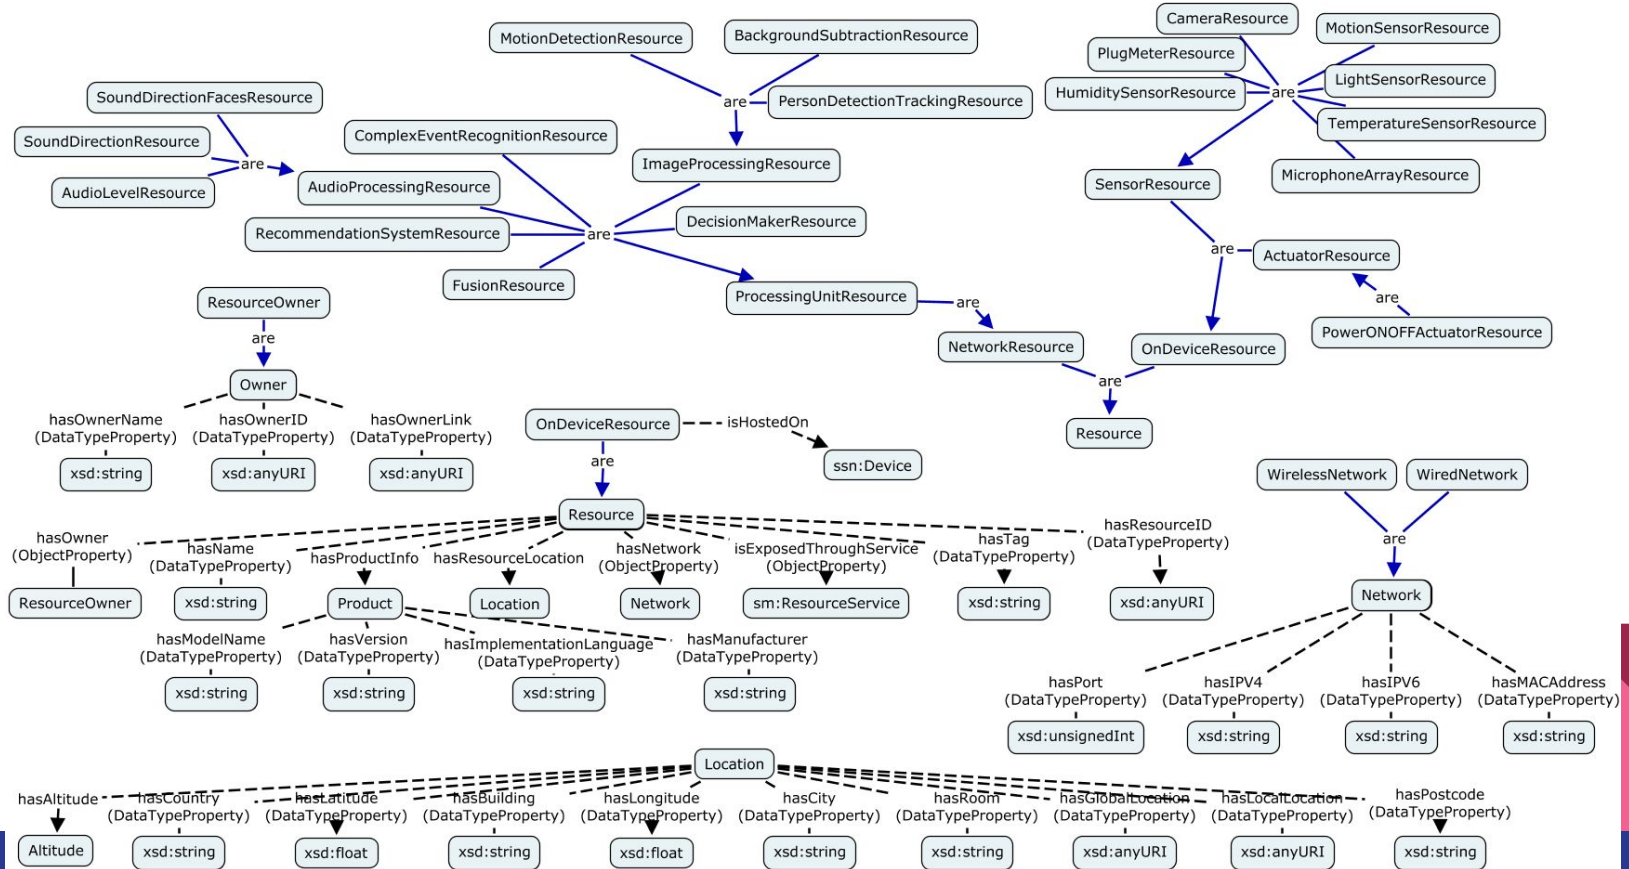 CameraResource
MotionDetectionResource
BackgroundSubtractionResource
MotionSensorResource
PlugMeterResource
LightSensorResource
SoundDirectionFacesResource
are
PersonDetectionTrackingResource
HumiditySensorResource
are
TemperatureSensorResource
SoundDirectionResource
ComplexEventRecognitionResource
are
ImageProcessingResource
AudioLevelResource
AudioProcessingResource
SensorResource
MicrophoneArrayResource
RecommendationSystemResource
are
DecisionMakerResource
are
ActuatorResource
FusionResource
ProcessingUnitResource
are
are
ResourceOwner
PowerONOFFActuatorResource
are
NetworkResource
OnDeviceResource
Owner
are
hasOwnerName
(DataTypeProperty)
hasOwnerID
(DataTypeProperty)
hasOwnerLink
(DataTypeProperty)
OnDeviceResource
isHostedOn
Resource
xsd:string
xsd:anyURI
xsd:anyURI
are
ssn:Device
WirelessNetwork
WiredNetwork
Resource
hasOwner
(ObjectProperty)
hasName
(DataTypeProperty)
hasProductInfo
hasResourceLocation
hasNetwork
(ObjectProperty)
isExposedThroughService
(ObjectProperty)
hasTag
(DataTypeProperty)
hasResourceID
(DataTypeProperty)
are
ResourceOwner
xsd:string
Product
Location
Network
sm:ResourceService
xsd:string
xsd:anyURI
Network
hasModelName
(DataTypeProperty)
hasVersion
(DataTypeProperty)
hasImplementationLanguage
(DataTypeProperty)
hasManufacturer
(DataTypeProperty)
xsd:string
xsd:string
xsd:string
xsd:string
hasPort
(DataTypeProperty)
hasIPV4
(DataTypeProperty)
hasIPV6
(DataTypeProperty)
hasMACAddress
(DataTypeProperty)
xsd:unsignedInt
xsd:string
xsd:string
xsd:string
Location
hasAltitude
hasCountry
(DataTypeProperty)
hasLatitude
(DataTypeProperty)
hasBuilding
(DataTypeProperty)
hasLongitude
(DataTypeProperty)
hasCity
(DataTypeProperty)
hasRoom
(DataTypeProperty)
hasGlobalLocation
(DataTypeProperty)
hasLocalLocation
(DataTypeProperty)
hasPostcode
(DataTypeProperty)
Altitude
xsd:string
xsd:float
xsd:string
xsd:float
xsd:string
xsd:string
xsd:anyURI
xsd:anyURI
xsd:string